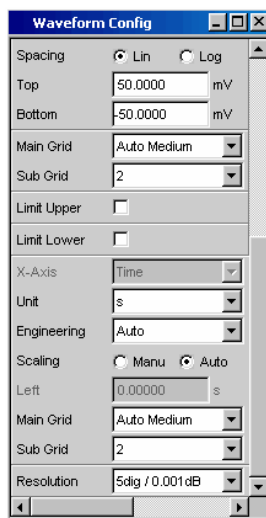 Waveform Config
Spacing Lin Log
Top 50.0000 mV
Bottom -50.0000 mV
Main Grid Auto Medium
Sub Grid 2
Limit Upper
Limit Lower
X-Axis Time
Unit s
Engineering Auto
Scaling Manu Auto
Left 0.00000 s
Main Grid Auto Medium
Sub Grid 2
Resolution 5dig / 0.001dB